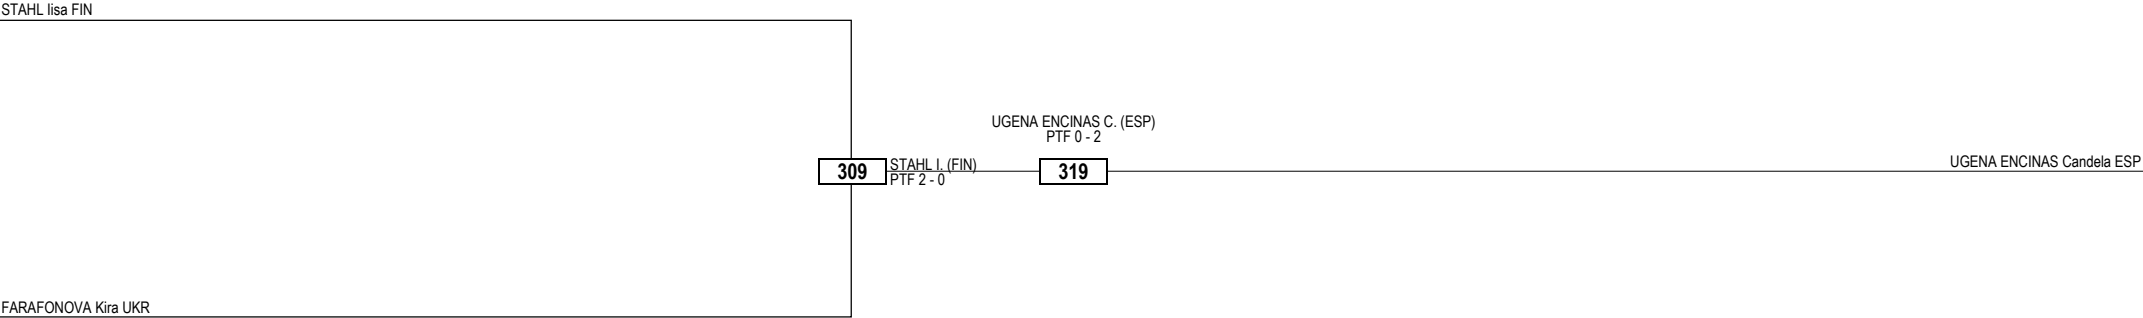 STAHL Iisa FIN
UGENA ENCINAS C. (ESP)
PTF 0 - 2
309
STAHL I. (FIN)
PTF 2 - 0
319
UGENA ENCINAS Candela ESP
FARAFONOVA Kira UKR